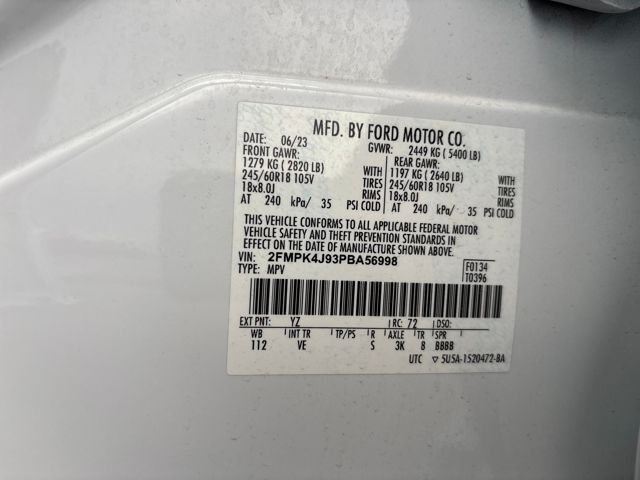 MFD. BY FORD MOTOR CO.
DATE: 06/23 GVWR: 2449 KG (5400 LB)
FRONT GAWR: REAR GAWR:
1279 KG (2820 LB) WITH 1197 KG (2640 LB) WITH
245/60R18 105V TIRES 245/60R18 105V TIRES
18x8.0J RIMS 18x8.0J RIMS
AT 240 kPa/ 35 PSI COLD AT 240 kPa/ 35 PSI COLD
THIS VEHICLE CONFORMS TO ALL APPLICABLE FEDERAL MOTOR
VEHICLE SAFETY AND THEFT PREVENTION STANDARDS IN
EFFECT ON THE DATE OF MANUFACTURE SHOWN ABOVE.
VIN: 2FMPK4J93PBA56998 F0134
TYPE: MPV T0396
EXT PNT: YZ RC: 72 DSO:
WB INT TR TP/PS R AXLE TR SPR
112 VE S 3K 8 BBBB
UTC ▽ 5U5A-1520472-BA